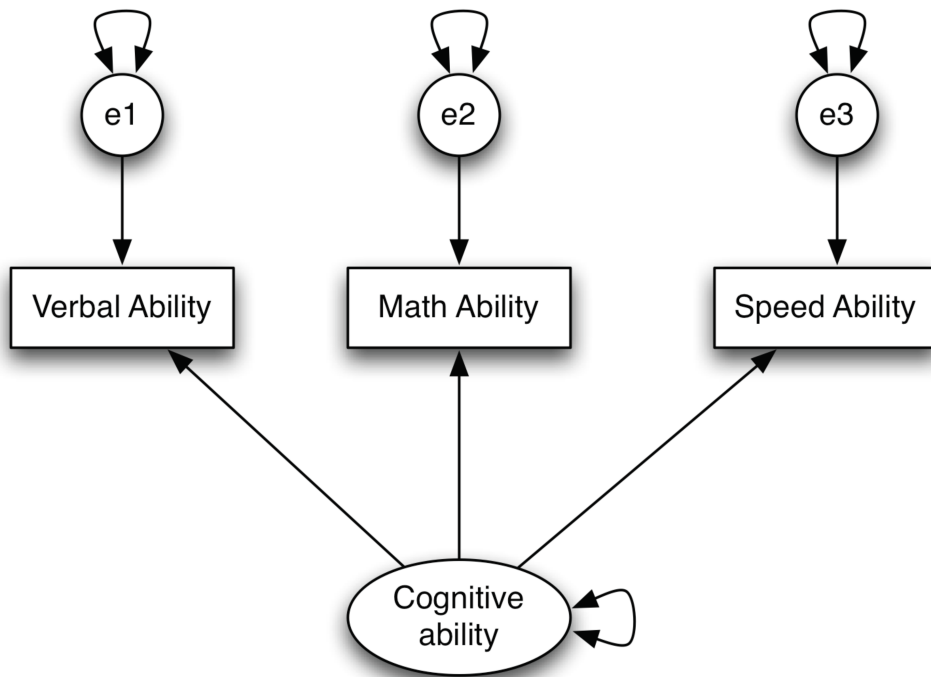 e1
e2
e3
Verbal Ability
Math Ability
Speed Ability
Cognitive
ability